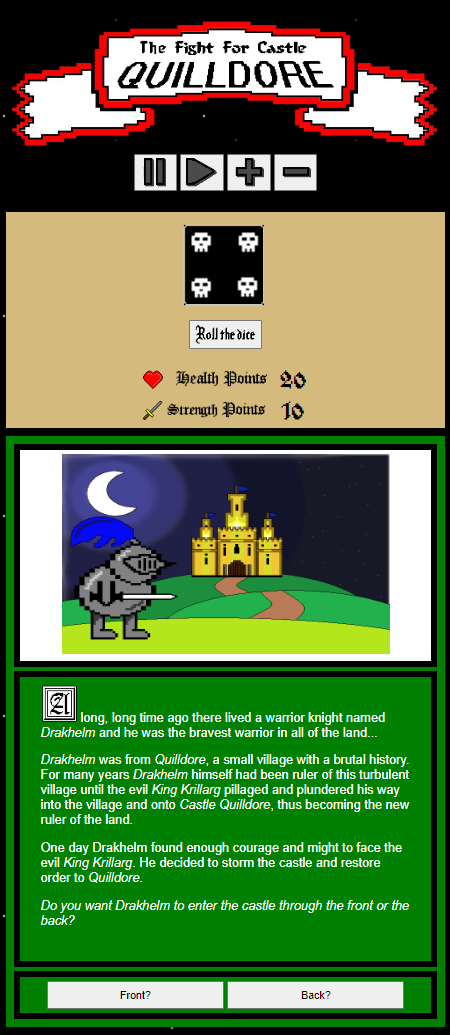 The Fight For Castle
QUILLDORE
Roll the dice
Health Points 20
Strength Points 10
A long, long time ago there lived a warrior knight named
Drakhelm and he was the bravest warrior in all of the land...
Drakhelm was from Quilldore, a small village with a brutal history.
For many years Drakhelm himself had been ruler of this turbulent
village until the evil King Krillarg pillaged and plundered his way
into the village and onto Castle Quilldore, thus becoming the new
ruler of the land.
One day Drakhelm found enough courage and might to face the
evil King Krillarg. He decided to storm the castle and restore
order to Quilldore.
Do you want Drakhelm to enter the castle through the front or the
back?
Front?
Back?